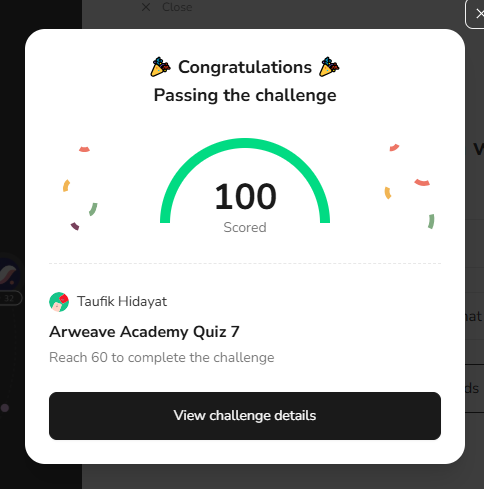 Close
Congratulations
Passing the challenge
100
Scored
Taufik Hidayat
Arweave Academy Quiz 7
Reach 60 to complete the challenge
View challenge details
32